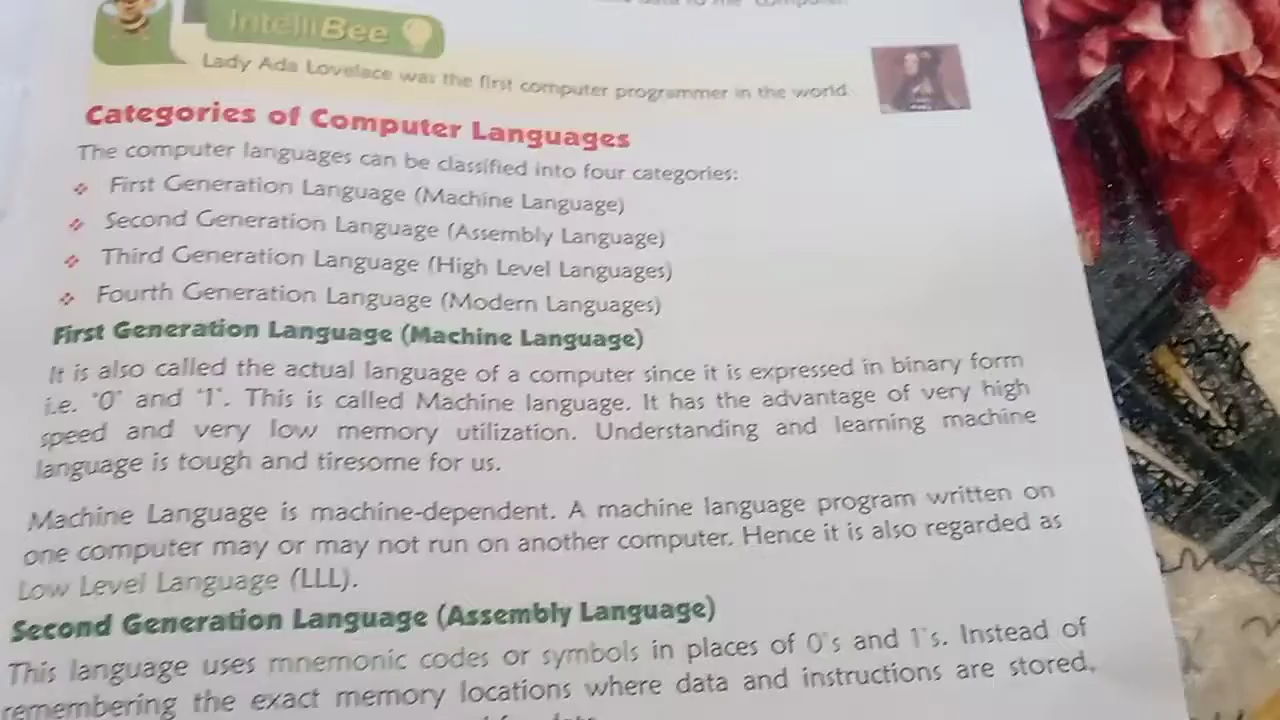 IntelliBee
Lady Ada Lovelace was the first computer programmer in the world.
Categories of Computer Languages
The computer languages can be classified into four categories:
First Generation Language (Machine Language)
Second Generation Language (Assembly Language)
Third Generation Language (High Level Languages)
Fourth Generation Language (Modern Languages)
First Generation Language (Machine Language)
It is also called the actual language of a computer since it is expressed in binary form
i.e. '0' and '1'. This is called Machine language. It has the advantage of very high
speed and very low memory utilization. Understanding and learning machine
language is tough and tiresome for us.
Machine Language is machine-dependent. A machine language program written on
one computer may or may not run on another computer. Hence it is also regarded as
Low Level Language (LLL).
Second Generation Language (Assembly Language)
This language uses mnemonic codes or symbols in places of 0's and 1's. Instead of
remembering the exact memory locations where data and instructions are stored,